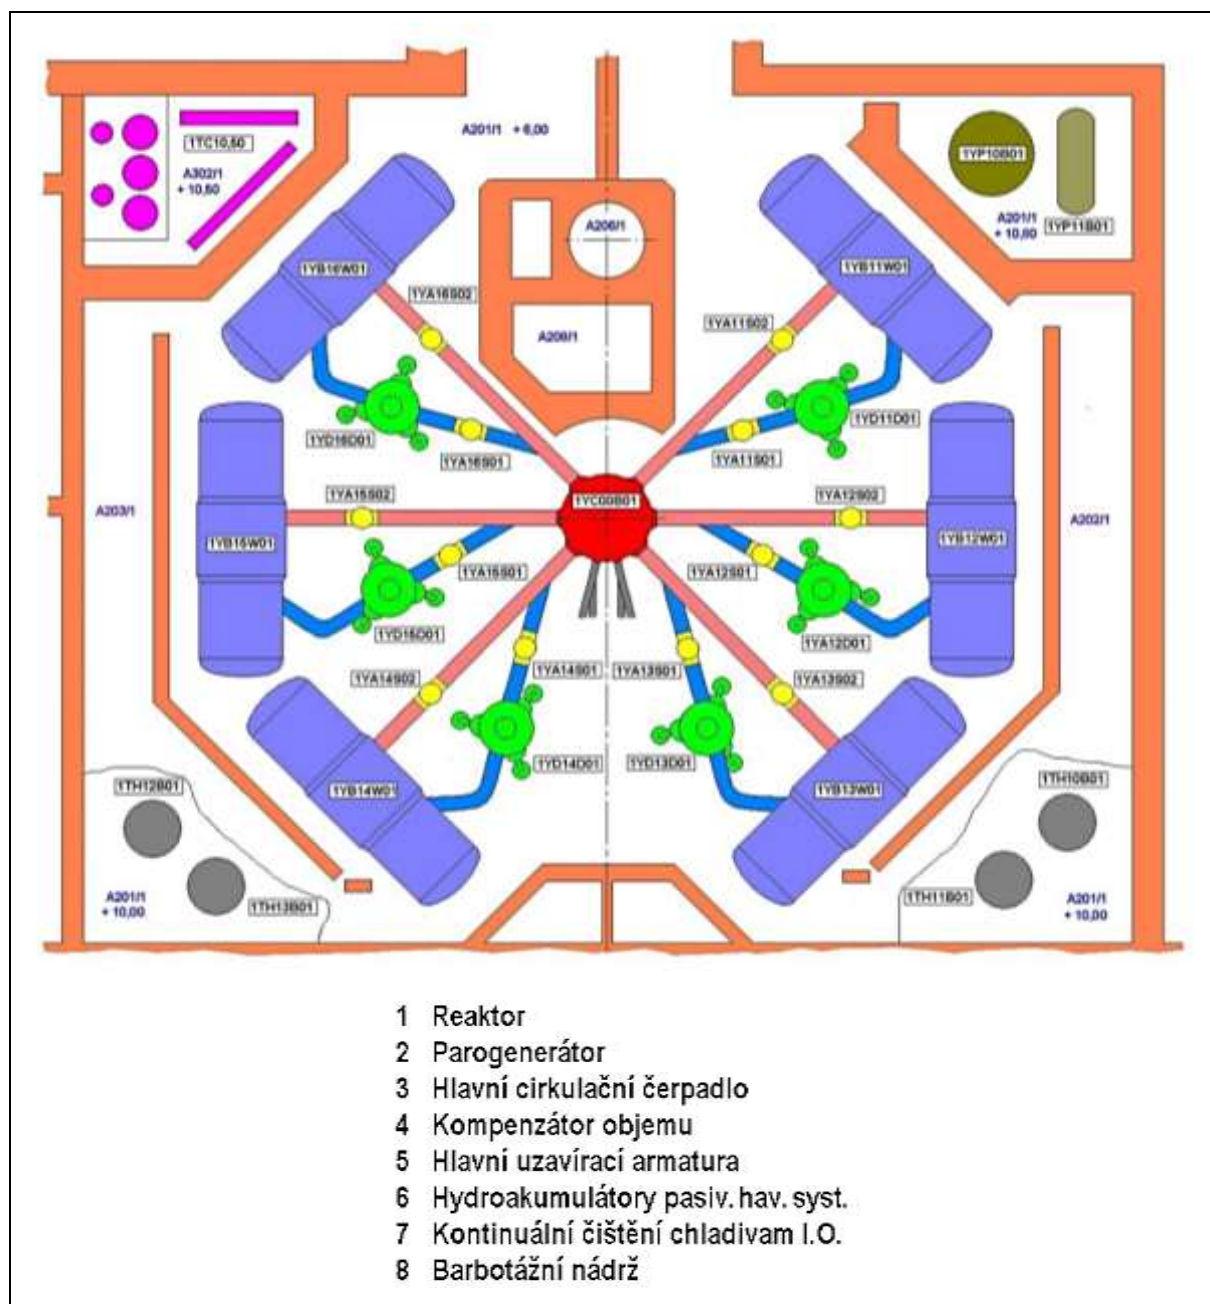 A201/1 + 6,00
1TC10,50
A302/1
+ 10,50
1YP10B01
A201/1
+ 10,80
1YP11B01
A206/1
1YB16W01
1YA16S02
1YB11W01
1YA11S02
A208/1
1YD16D01
1YA16S01
1YD11D01
1YA11S01
1YC00B01
1YA15S02
1YA12S02
A203/1
A202/1
1YB15W01
1YB12W01
1YA15S01
1YA12S01
1YD15D01
1YA12D01
1YA14S02
1YA14S01
1YA13S01
1YA13S02
1YD14D01
1YD13D01
1YB14W01
1YB13W01
1TH12B01
1TH10B01
1TH13B01
1TH11B01
A201/1
+ 10,00
A201/1
+ 10,00
1 Reaktor
2 Parogenerátor
3 Hlavní cirkulační čerpadlo
4 Kompenzátor objemu
5 Hlavní uzavírací armatura
6 Hydroakumulátory pasiv. hav. syst.
7 Kontinuální čištění chladivam I.O.
8 Barbotážní nádrž